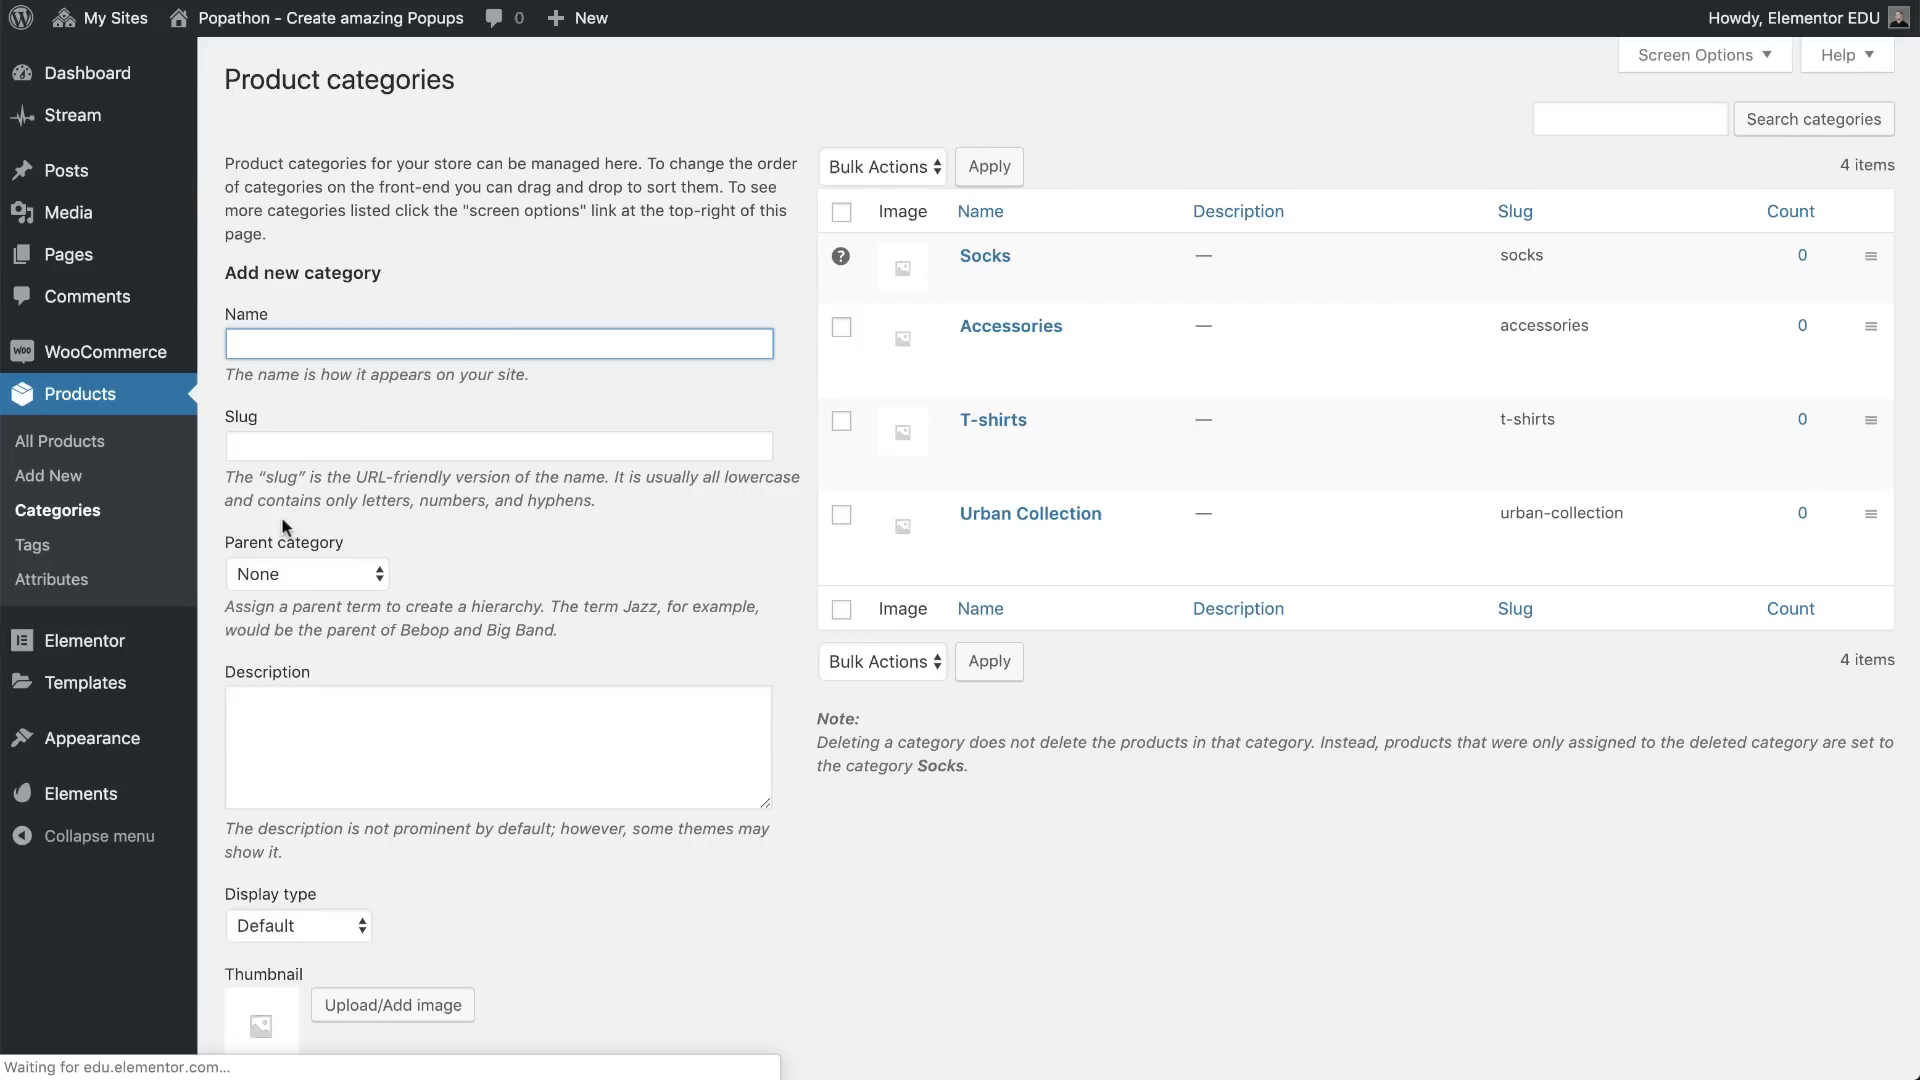 My Sites
Popathon - Create amazing Popups
0
New
Howdy, Elementor EDU
Dashboard
Stream
Posts
Media
Pages
Comments
WooCommerce
Products
All Products
Add New
Categories
Tags
Attributes
Elementor
Templates
Appearance
Elements
Collapse menu
Screen Options
Help
Product categories
Search categories
Product categories for your store can be managed here. To change the order
of categories on the front-end you can drag and drop to sort them. To see
more categories listed click the "screen options" link at the top-right of this
page.
Add new category
Name
The name is how it appears on your site.
Slug
The “slug” is the URL-friendly version of the name. It is usually all lowercase
and contains only letters, numbers, and hyphens.
Parent category
None
Assign a parent term to create a hierarchy. The term Jazz, for example,
would be the parent of Bebop and Big Band.
Description
The description is not prominent by default; however, some themes may
show it.
Display type
Default
Thumbnail
Upload/Add image
Bulk Actions
Apply
4 items
Image Name Description Slug Count
? Socks — socks 0
Accessories — accessories 0
T-shirts — t-shirts 0
Urban Collection — urban-collection 0
Image Name Description Slug Count
Bulk Actions
Apply
4 items
Note:
Deleting a category does not delete the products in that category. Instead, products that were only assigned to the deleted category are set to
the category Socks.
Waiting for edu.elementor.com...